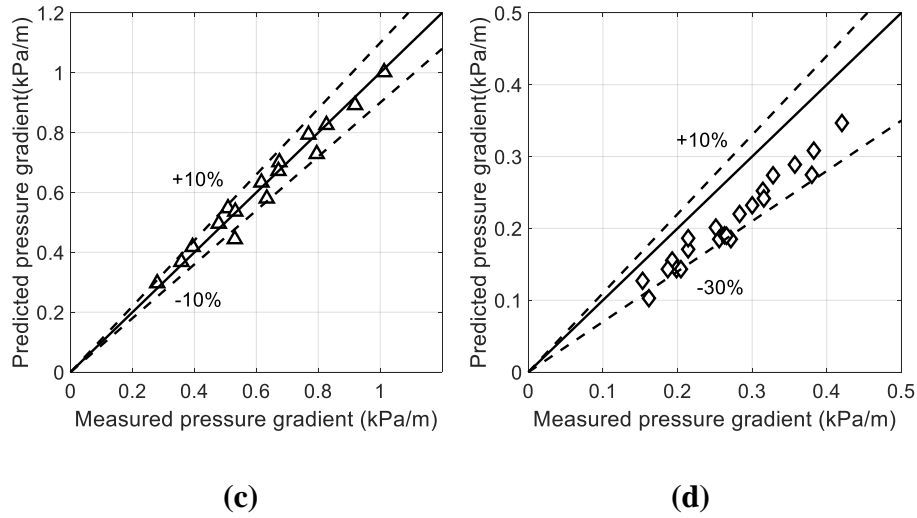 Predicted pressure gradient(kPa/m)
1.2
1
0.8
0.6
0.4
0.2
0
+10%
-10%
0 0.2 0.4 0.6 0.8 1
Measured pressure gradient (kPa/m)
(c)
Predicted pressure gradient(kPa/m)
0.5
0.4
0.3
0.2
0.1
0
+10%
-30%
0 0.1 0.2 0.3 0.4 0.5
Measured pressure gradient (kPa/m)
(d)